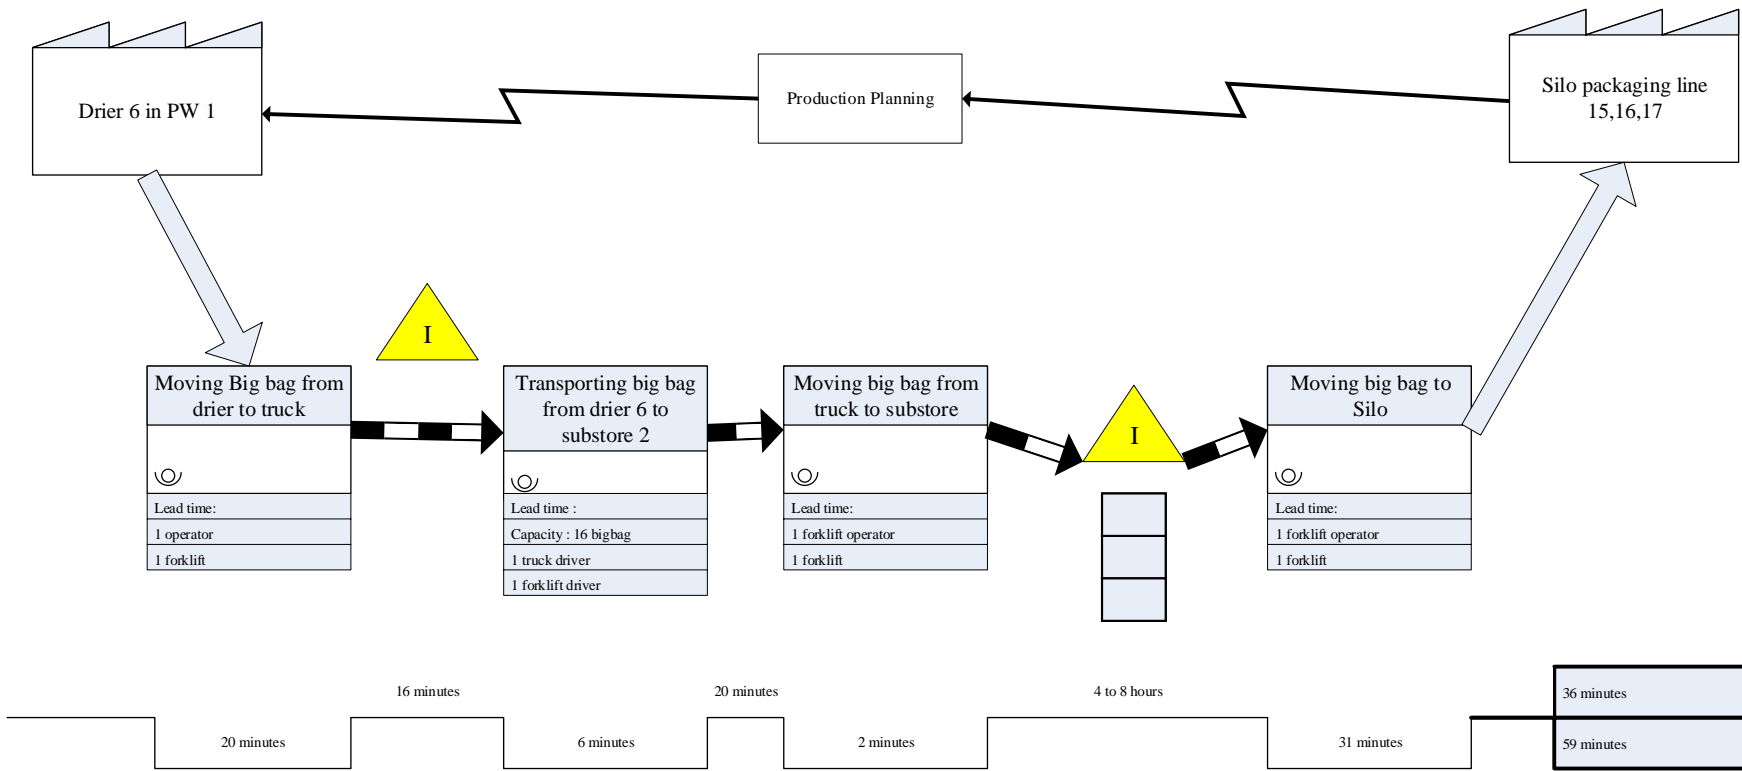 Drier 6 in PW 1
Production Planning
Silo packaging line
15,16,17
I
Moving Big bag from
drier to truck
Lead time:
1 operator
1 forklift
Transporting big bag
from drier 6 to
substore 2
Lead time :
Capacity : 16 bigbag
1 truck driver
1 forklift driver
Moving big bag from
truck to substore
Lead time:
1 forklift operator
1 forklift
I
Moving big bag to
Silo
Lead time:
1 forklift operator
1 forklift
16 minutes
20 minutes
4 to 8 hours
36 minutes
20 minutes
6 minutes
2 minutes
31 minutes
59 minutes